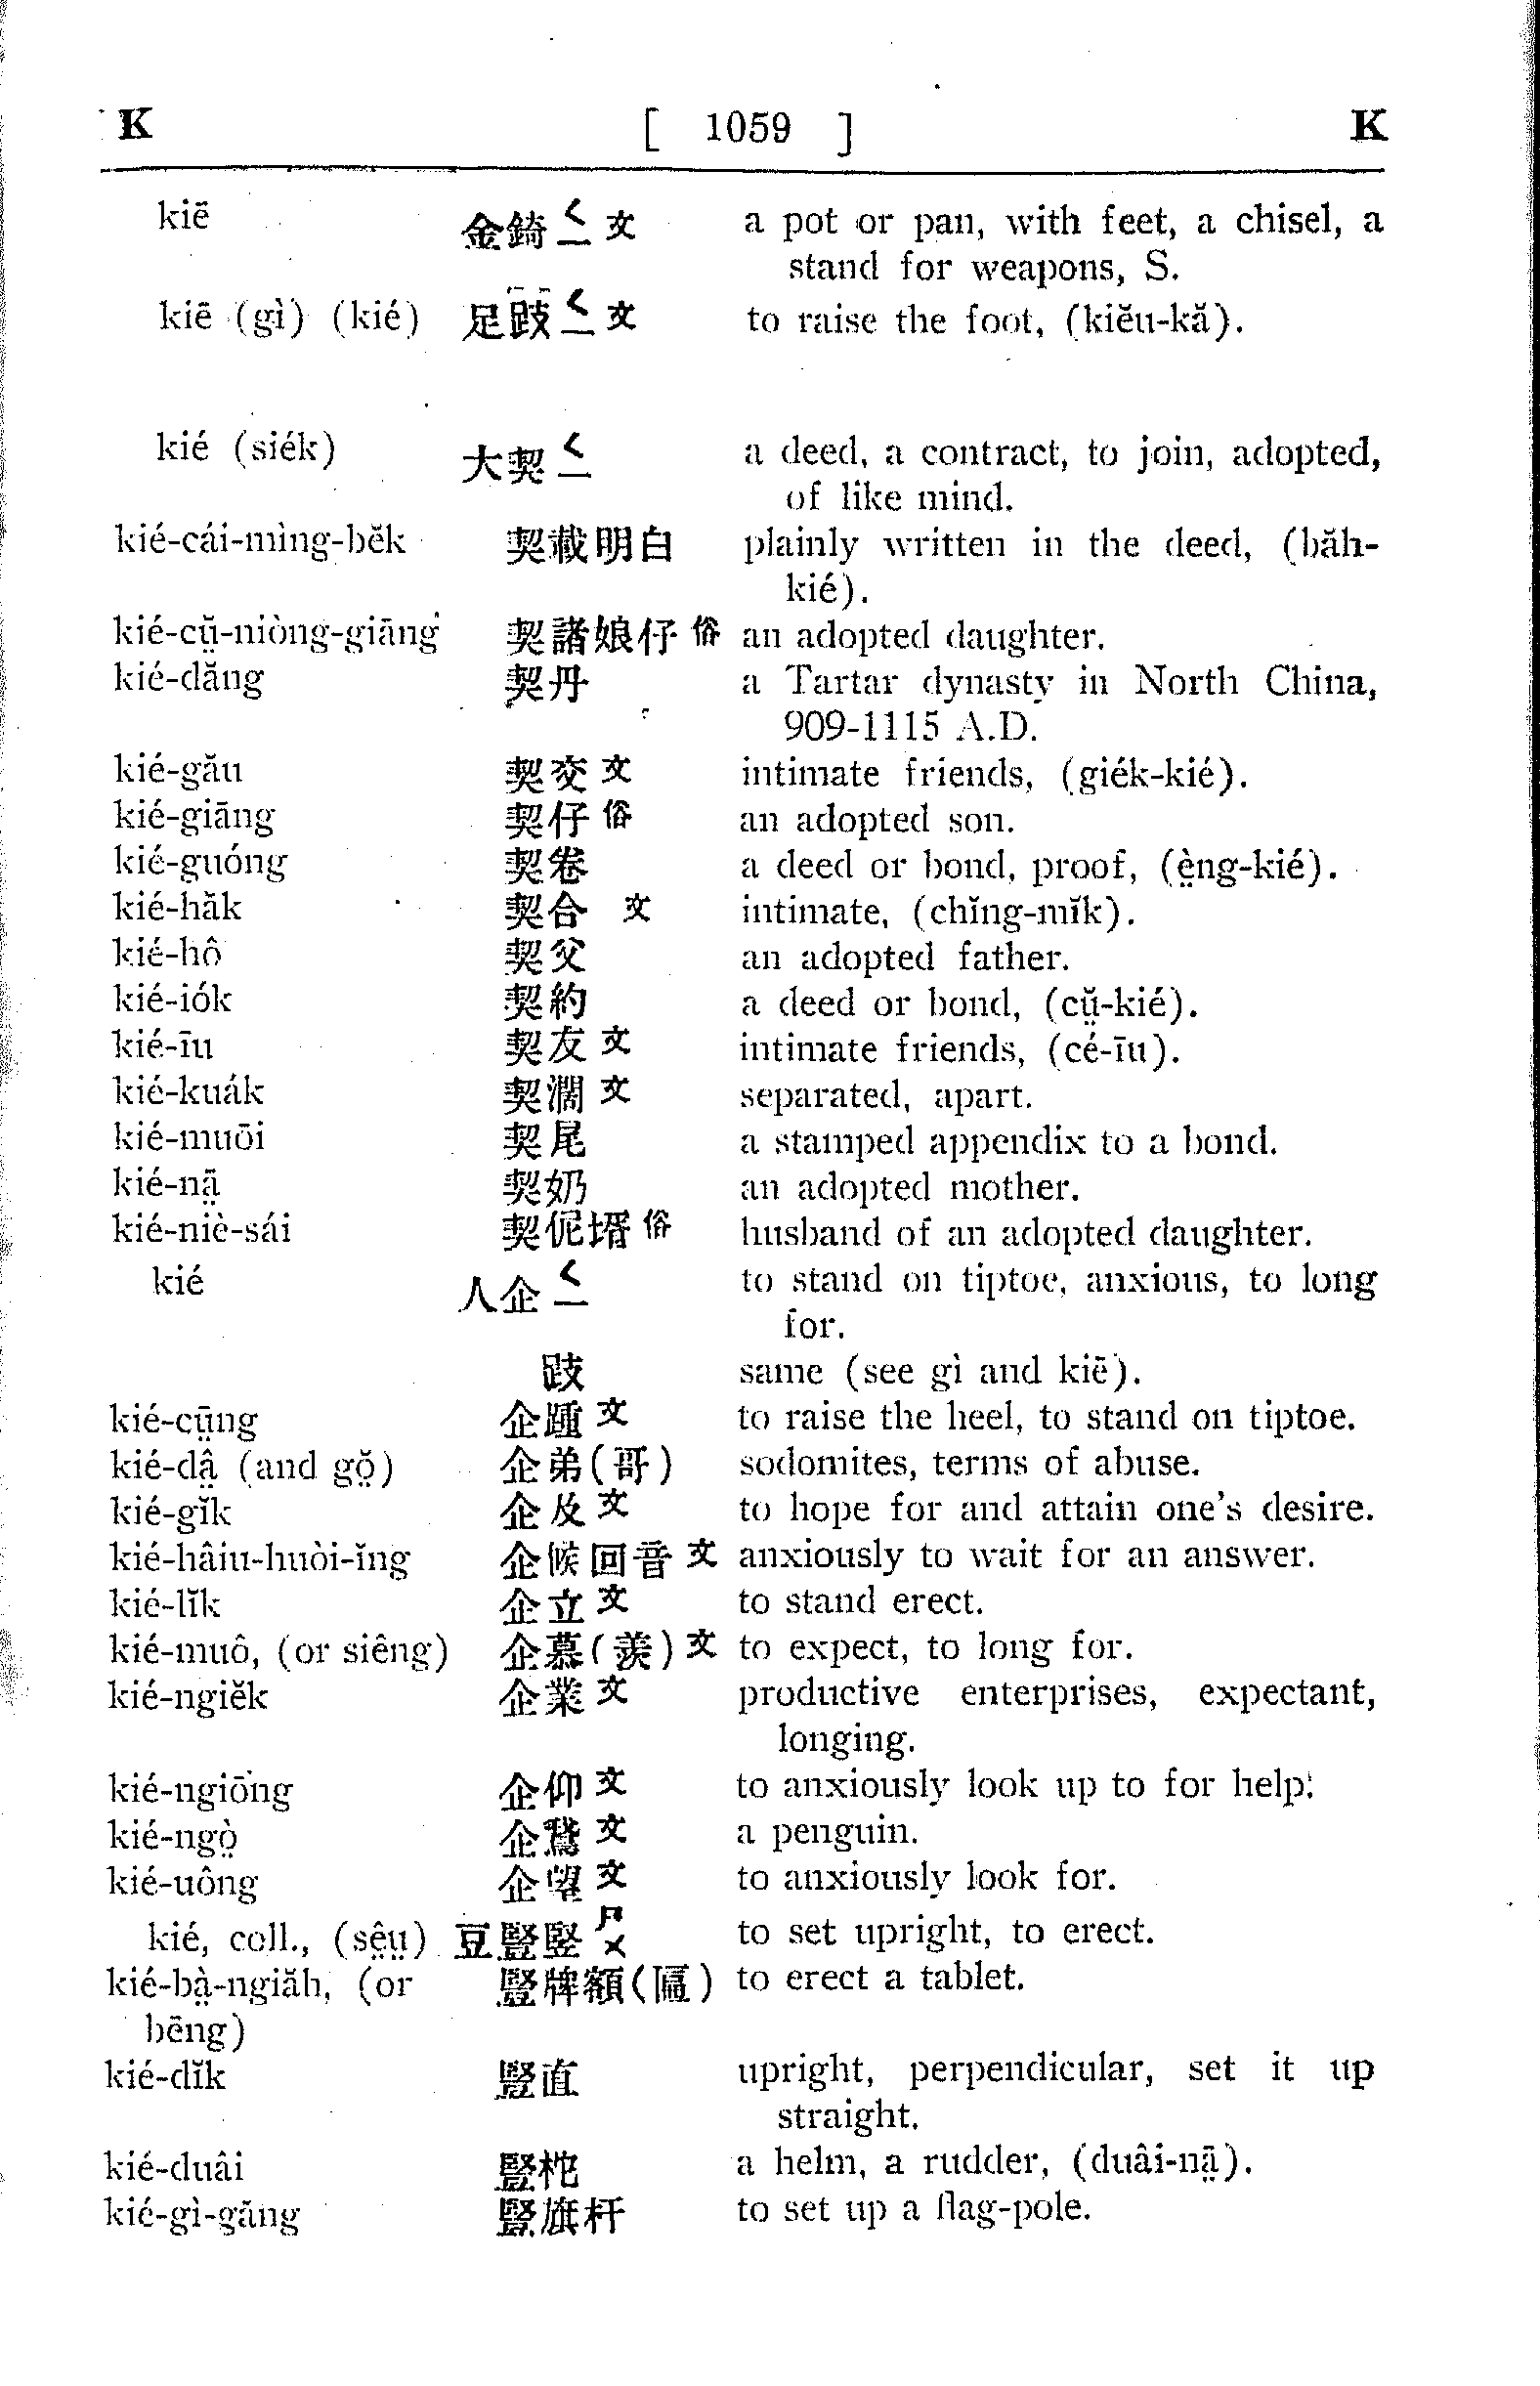 K [ 1059 ] K
kiē 金錡ㄑ一文 a pot or pan, with feet, a chisel, a
stand for weapons, S.
kiē (gì) (kié) 足跂ㄑ一文 to raise the foot, (kiĕu-kă).
kié (siék) 大契ㄑ一 a deed, a contract, to join, adopted,
of like mind.
kié-cái-mìng-bĕk 契載明白 plainly written in the deed, (băh-
kié).
kié-cṳ̆-niòng-giāng 契諸娘仔俗 an adopted daughter.
kié-dăng 契丹 a Tartar dynasty in North China,
909-1115 A.D.
kié-gău 契交文 intimate friends, (giék-kié).
kié-giāng 契仔俗 an adopted son.
kié-guóng 契卷 a deed or bond, proof, (è̤ng-kié).
kié-hăk 契合 文 intimate, (chĭng-mĭk).
kié-hô 契父 an adopted father.
kié-iók 契約 a deed or bond, (cṳ̆-kié).
kié-īu 契友文 intimate friends, (cé-īu).
kié-kuák 契濶文 separated, apart.
kié-muōi 契尾 a stamped appendix to a bond.
kié-nā̤ 契奶 an adopted mother.
kié-niè-sái 契伲壻俗 husband of an adopted daughter.
kié 人企ㄑ一 to stand on tiptoe, anxious, to long
for.
跂 same (see gì and kiē).
kié-cṳ̄ng 企踵文 to raise the heel, to stand on tiptoe.
kié-dâ̤ (and gŏ̤) 企弟(哥) sodomites, terms of abuse.
kié-gĭk 企及文 to hope for and attain one's desire.
kié-hâiu-huòi-ĭng 企候回音文 anxiously to wait for an answer.
kié-lĭk 企立文 to stand erect.
kié-muô, (or siêng) 企慕(羨)文 to expect, to long for.
kié-ngiĕk 企業文 productive enterprises, expectant,
longing.
kié-ngiōng 企仰文 to anxiously look up to for help.
kié-ngò̤ 企鵞文 a penguin.
kié-uông 企望文 to anxiously look for.
kié, coll., (sê̤ṳ) 豆豎竪ㄕㄨ to set upright, to erect.
kié-bà̤-ngiăh, (or 豎牌額(匾) to erect a tablet.
bēng)
kié-dĭk 豎直 upright, perpendicular, set it up
straight.
kié-duâi 豎柁 a helm, a rudder, (duâi-nā̤).
kié-gì-găng 豎旗杆 to set up a flag-pole.